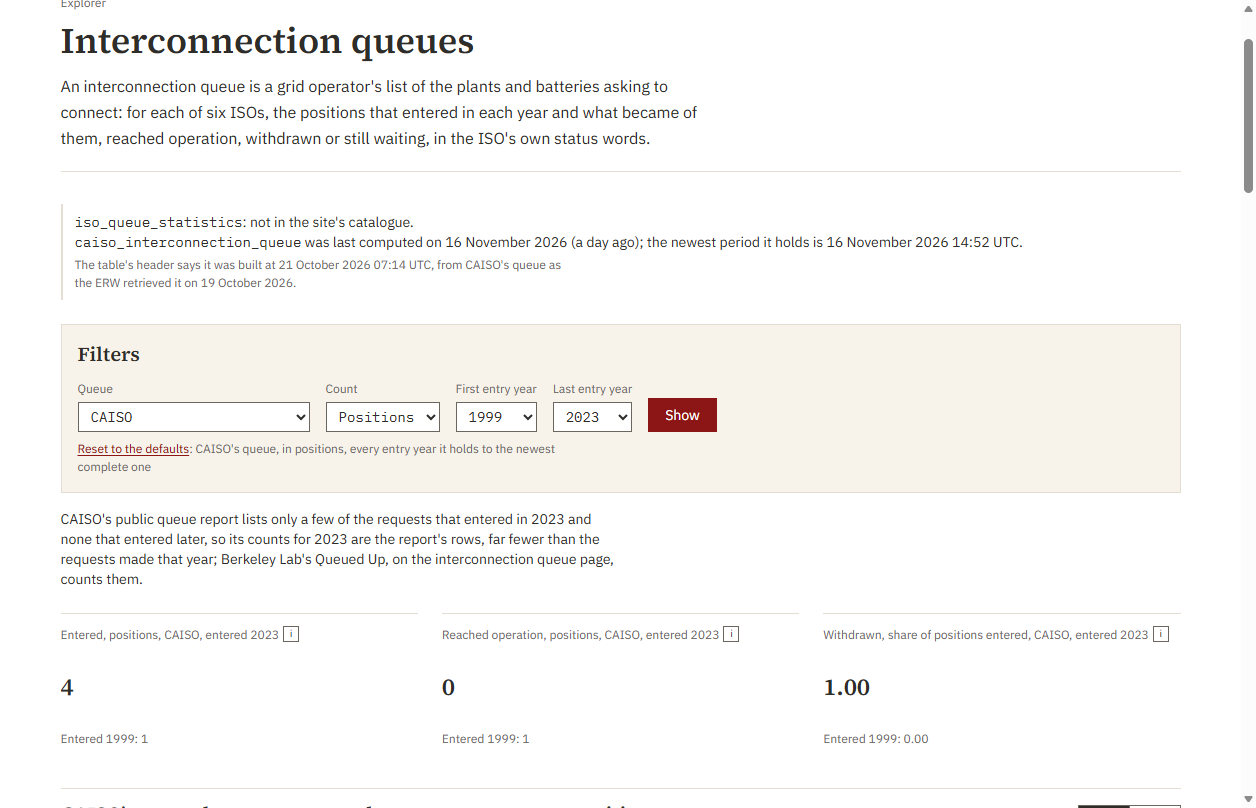 Explorer
Interconnection queues
An interconnection queue is a grid operator's list of the plants and batteries asking to
connect: for each of six ISOs, the positions that entered in each year and what became of
them, reached operation, withdrawn or still waiting, in the ISO's own status words.
iso_queue_statistics: not in the site's catalogue.
caiso_interconnection_queue was last computed on 16 November 2026 (a day ago); the newest period it holds is 16 November 2026 14:52 UTC.
The table's header says it was built at 21 October 2026 07:14 UTC, from CAISO's queue as
the ERW retrieved it on 19 October 2026.
Filters
Queue Count First entry year Last entry year
CAISO Positions 1999 2023 Show
Reset to the defaults: CAISO's queue, in positions, every entry year it holds to the newest
complete one
CAISO's public queue report lists only a few of the requests that entered in 2023 and
none that entered later, so its counts for 2023 are the report's rows, far fewer than the
requests made that year; Berkeley Lab's Queued Up, on the interconnection queue page,
counts them.
Entered, positions, CAISO, entered 2023 i
Reached operation, positions, CAISO, entered 2023 i
Withdrawn, share of positions entered, CAISO, entered 2023 i
4
0
1.00
Entered 1999: 1
Entered 1999: 1
Entered 1999: 0.00